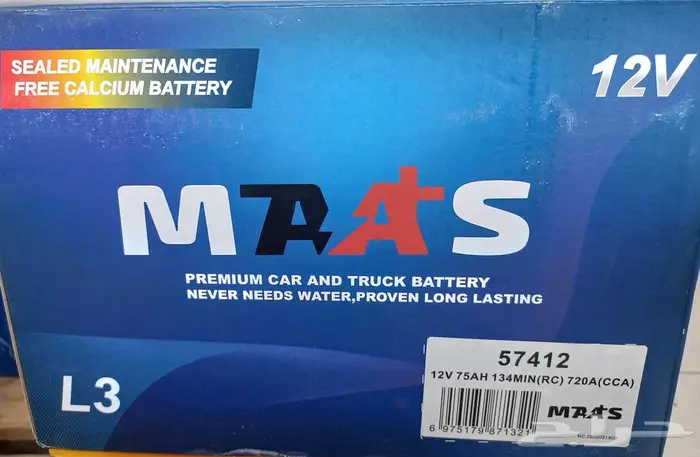 SEALED MAINTENANCE
FREE CALCIUM BATTERY
12V
MAAS
PREMIUM CAR AND TRUCK BATTERY
NEVER NEEDS WATER,PROVEN LONG LASTING
L3
57412
12V 75AH 134MIN(RC) 720A(CCA)
MAAS
6 975179 871321
حراج